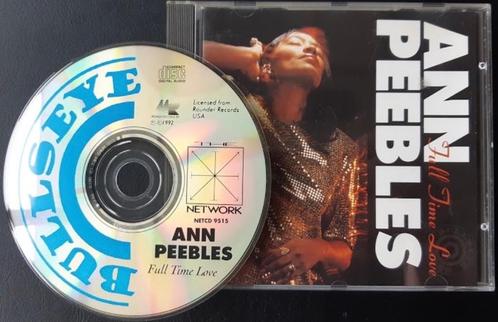 BULLSEYE
COMPACT
disc
DIGITAL AUDIO
℗ © 1992
Licensed from
Rounder Records
USA
THE
NETWORK
NETCD 9515
ANN
PEEBLES
Full Time Love
ANN
PEEBLES
Full Time Love